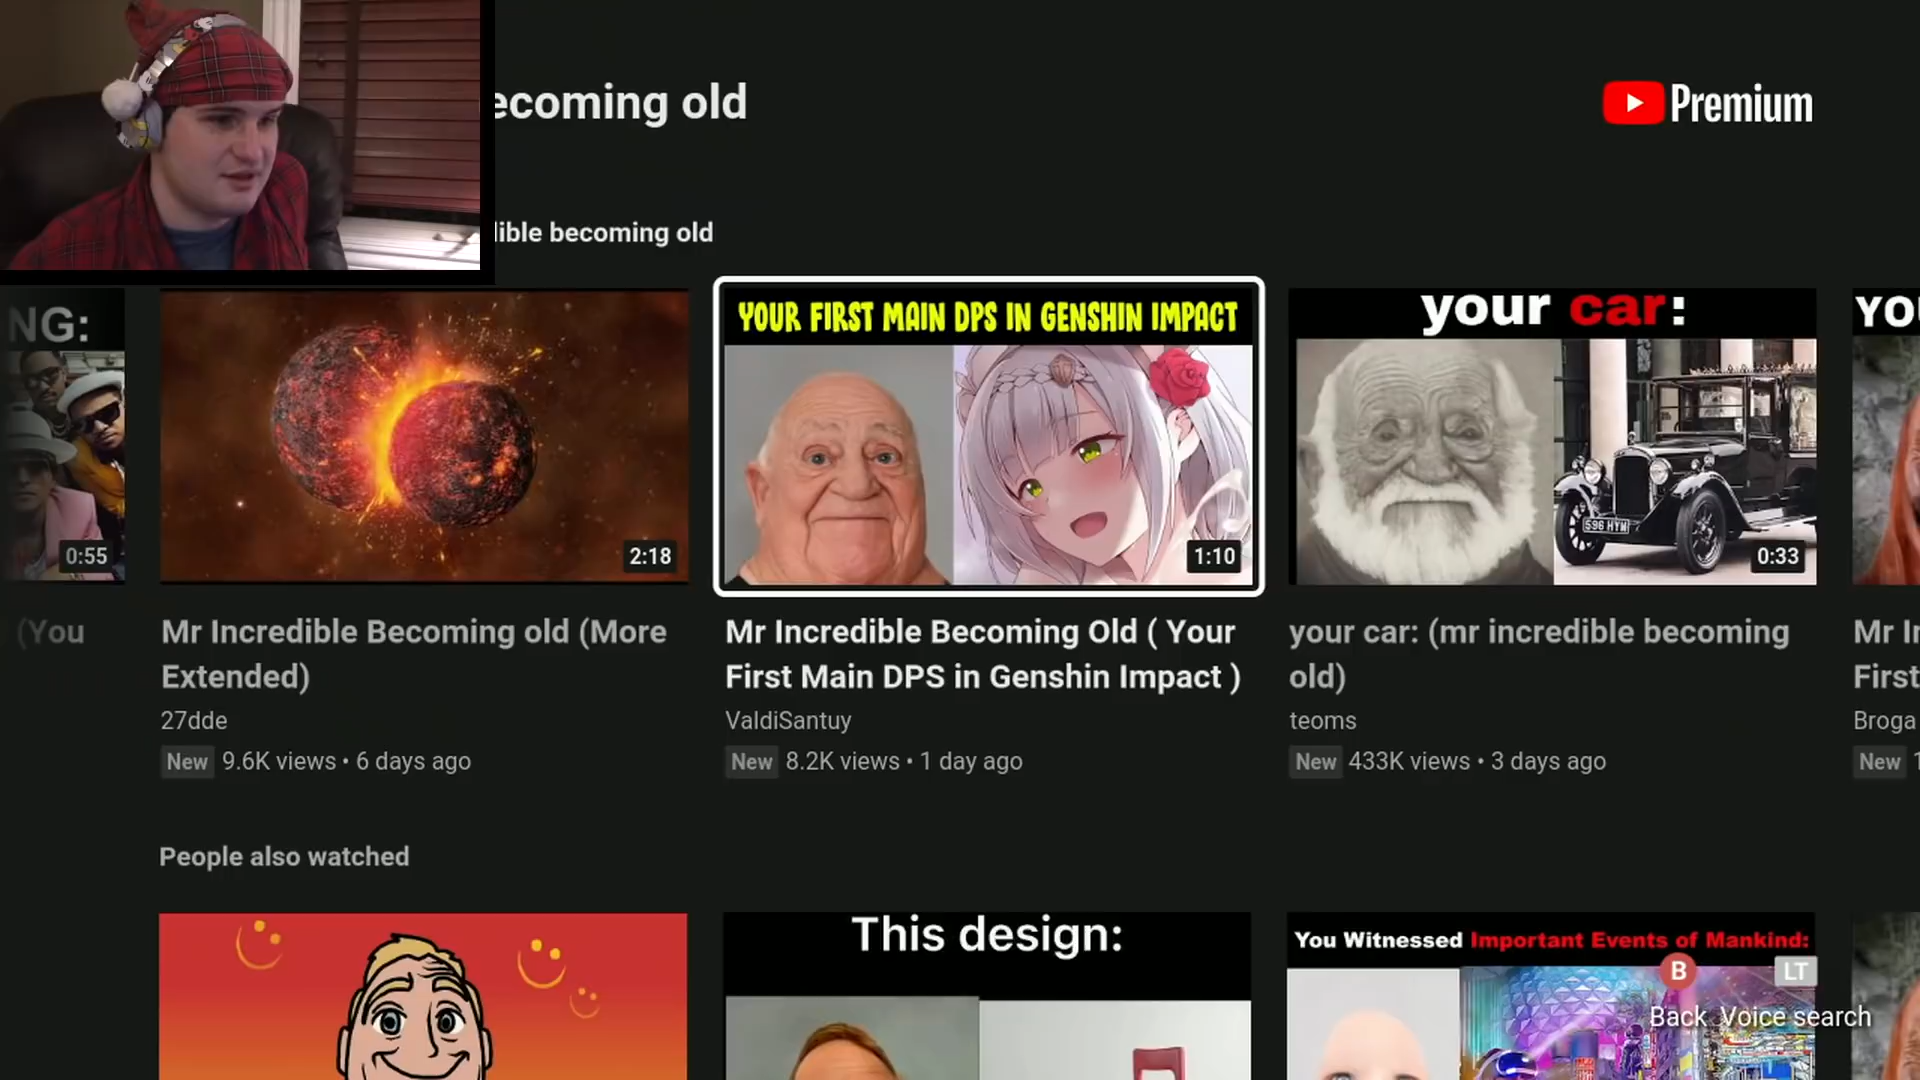 ecoming old
Premium
dible becoming old
NG:
YOUR FIRST MAIN DPS IN GENSHIN IMPACT
your car:
YO
596 HYM
0:55
2:18
1:10
0:33
(You
Mr Incredible Becoming old (More
Extended)
27dde
New 9.6K views • 6 days ago
Mr Incredible Becoming Old ( Your
First Main DPS in Genshin Impact )
ValdiSantuy
New 8.2K views • 1 day ago
your car: (mr incredible becoming
old)
teoms
New 433K views • 3 days ago
Mr I
First
Broga
New 1
People also watched
This design:
You Witnessed Important Events of Mankind:
B
LT
Back
Voice search